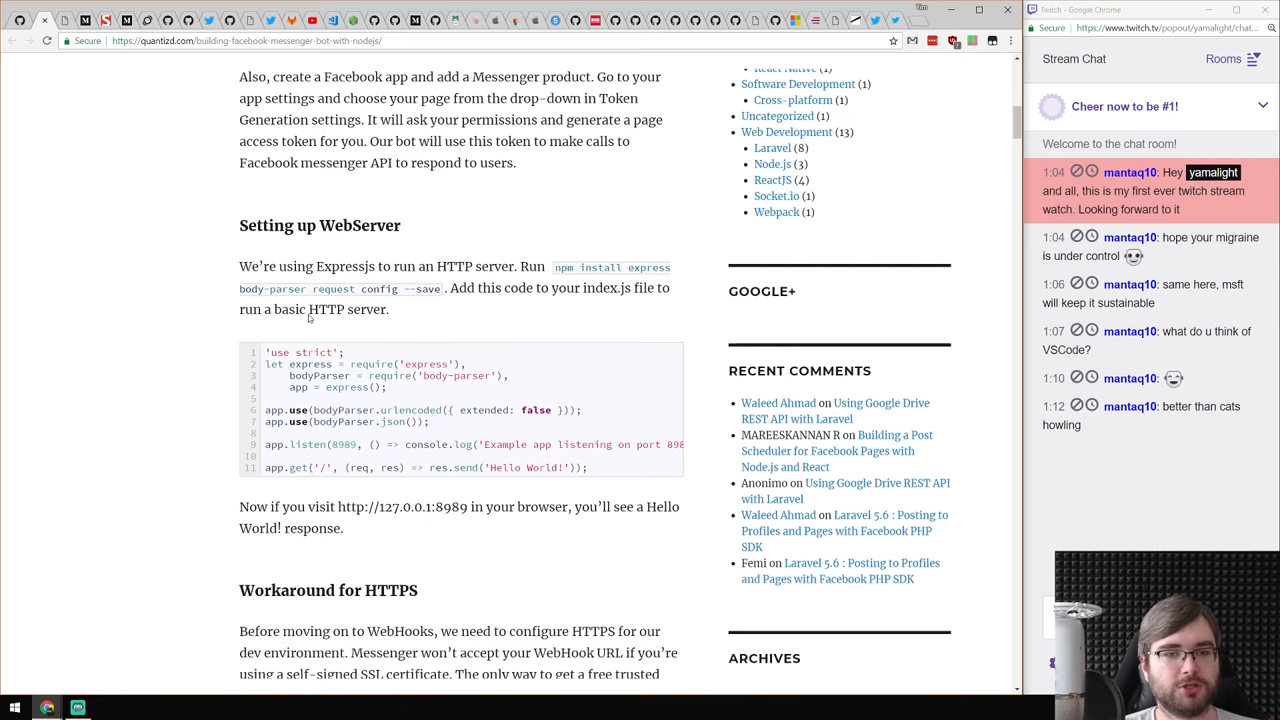 Tim
Twitch - Google Chrome
Secure
https://quantizd.com/building-facebook-messenger-bot-with-nodejs/
Secure
https://www.twitch.tv/popout/yamalight/chat...
Also, create a Facebook app and add a Messenger product. Go to your
app settings and choose your page from the drop-down in Token
Generation settings. It will ask your permissions and generate a page
access token for you. Our bot will use this token to make calls to
Facebook messenger API to respond to users.
Setting up WebServer
We're using Expressjs to run an HTTP server. Run npm install express
body-parser request config --save . Add this code to your index.js file to
run a basic HTTP server.
1 'use strict';
2 let express = require('express'),
3 bodyParser = require('body-parser'),
4 app = express();
5
6 app.use(bodyParser.urlencoded({ extended: false }));
7 app.use(bodyParser.json());
8
9 app.listen(8989, () => console.log('Example app listening on port 898
10
11 app.get('/', (req, res) => res.send('Hello World!'));
Now if you visit http://127.0.0.1:8989 in your browser, you'll see a Hello
World! response.
Workaround for HTTPS
Before moving on to WebHooks, we need to configure HTTPS for our
dev environment. Messenger won't accept your WebHook URL if you're
using a self-signed SSL certificate. The only way to get a free trusted
React Native (1)
Software Development (1)
Cross-platform (1)
Uncategorized (1)
Web Development (13)
Laravel (8)
Node.js (3)
ReactJS (4)
Socket.io (1)
Webpack (1)
GOOGLE+
RECENT COMMENTS
Waleed Ahmad on Using Google Drive
REST API with Laravel
MAREESKANNAN R on Building a Post
Scheduler for Facebook Pages with
Node.js and React
Anonimo on Using Google Drive REST API
with Laravel
Waleed Ahmad on Laravel 5.6 : Posting to
Profiles and Pages with Facebook PHP
SDK
Femi on Laravel 5.6 : Posting to Profiles
and Pages with Facebook PHP SDK
ARCHIVES
Stream Chat
Rooms
Cheer now to be #1!
Welcome to the chat room!
1:04 mantaq10: Hey yamalight
and all, this is my first ever twitch stream
watch. Looking forward to it
1:04 mantaq10: hope your migraine
is under control
1:06 mantaq10: same here, msft
will keep it sustainable
1:07 mantaq10: what do u think of
VSCode?
1:10 mantaq10:
1:12 mantaq10: better than cats
howling